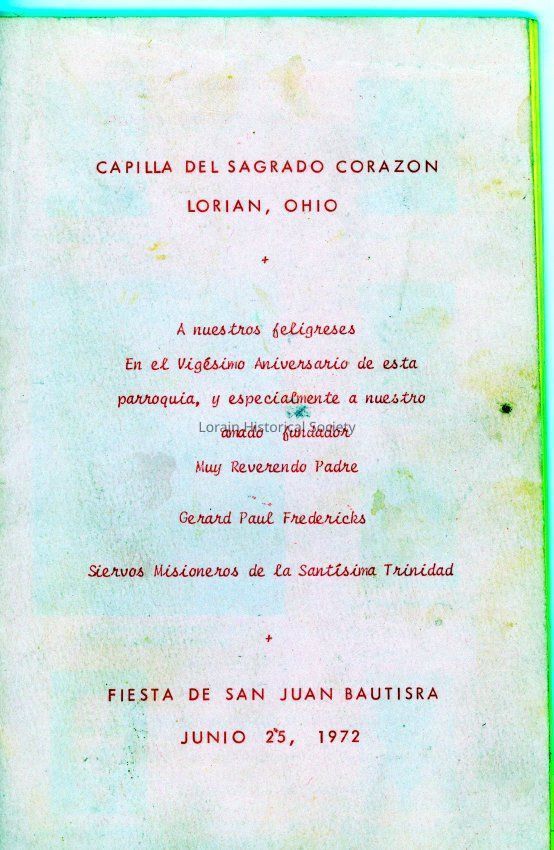 CAPILLA DEL SAGRADO CORAZON
LORIAN, OHIO
+
A nuestros feligreses
En el Vigésimo Aniversario de esta
parroquia, y especialmente a nuestro
Lorain Historical Society
amado fundador
Muy Reverendo Padre
Gerard Paul Fredericks
Siervos Misioneros de la Santísima Trinidad
+
FIESTA DE SAN JUAN BAUTISRA
JUNIO 25, 1972